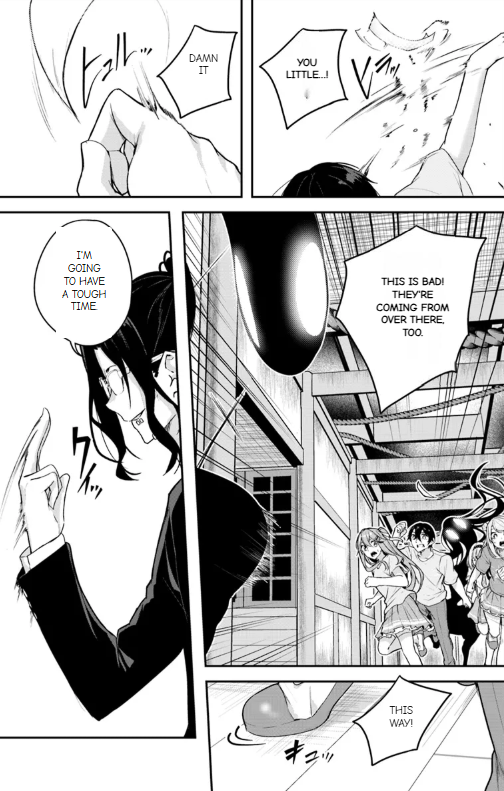 YOU
LITTLE...!
DAMN
IT
THIS IS BAD!
THEY'RE
COMING FROM
OVER THERE,
TOO.
I'M
GOING
TO HAVE
A TOUGH
TIME.
THIS
WAY!